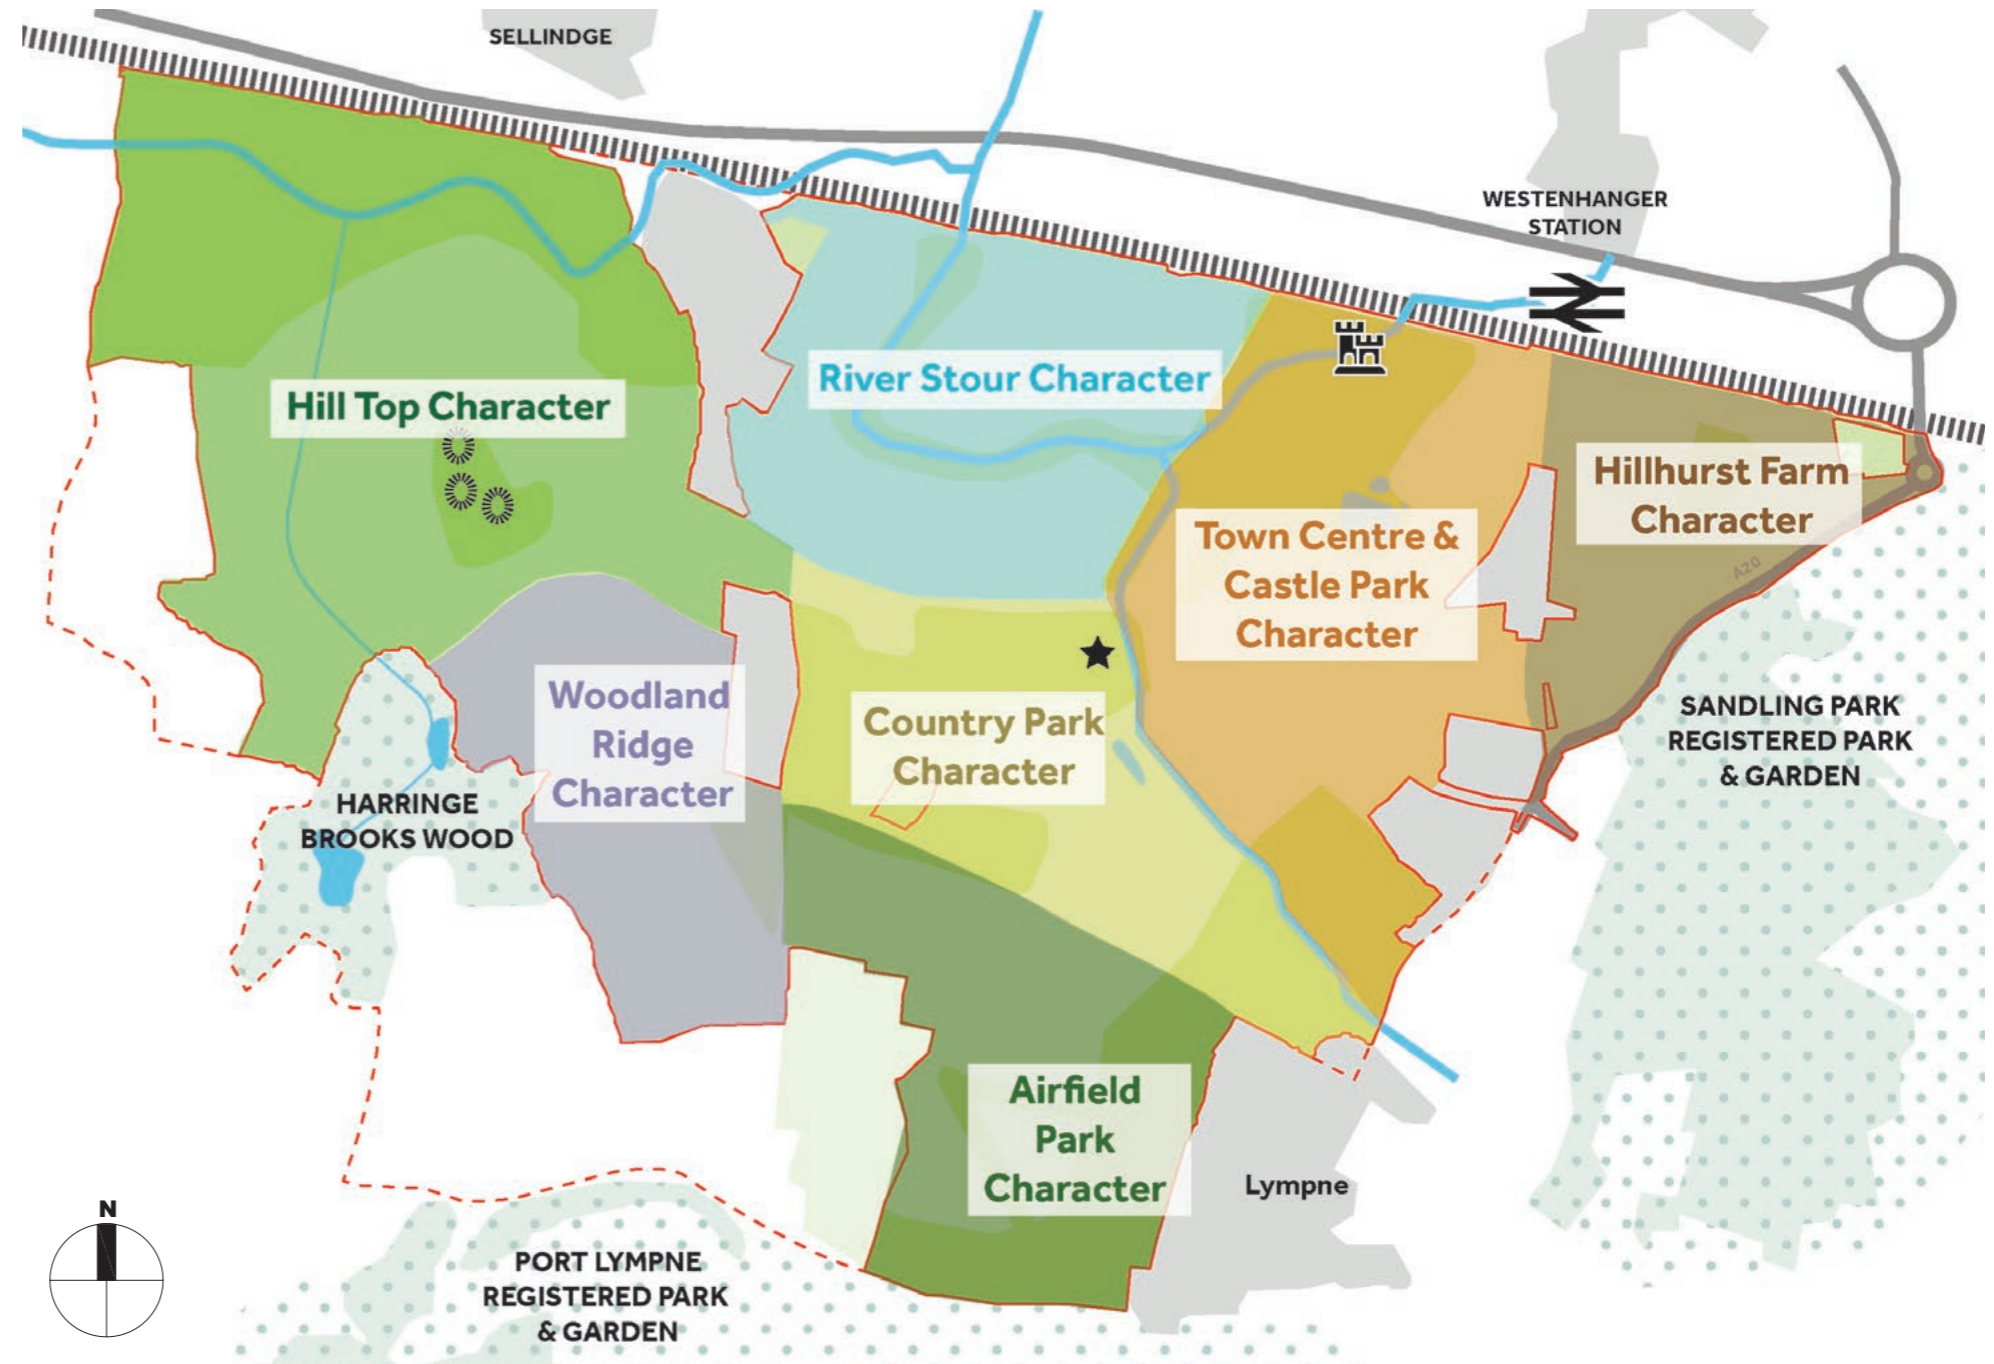 SELLINDGE
WESTENHANGER
STATION
River Stour Character
Hill Top Character
Hillhurst Farm
Character
Town Centre &
Castle Park
Character
A20
Woodland
Ridge
Character
Country Park
Character
SANDLING PARK
REGISTERED PARK
& GARDEN
HARRINGE
BROOKS WOOD
Airfield
Park
Character
Lympne
N
PORT LYMPNE
REGISTERED PARK
& GARDEN